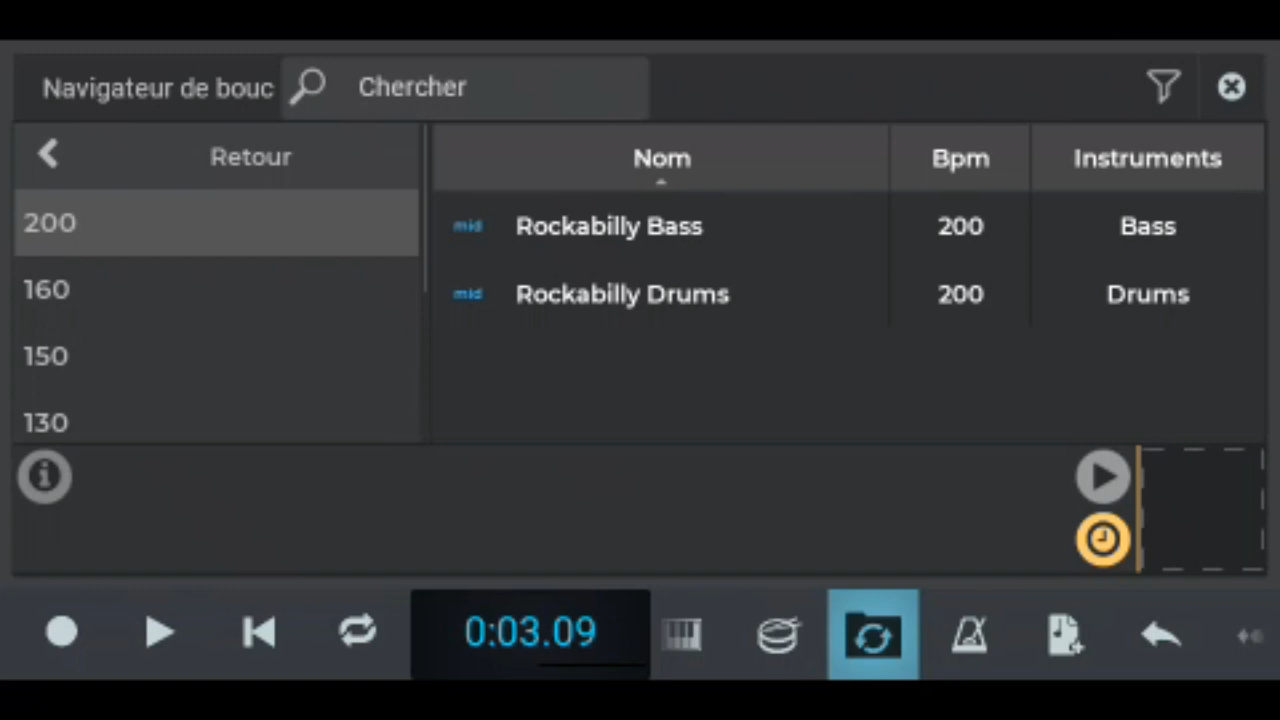 Navigateur de bouc
Chercher
Retour
Nom
Bpm
Instruments
200
mid Rockabilly Bass 200 Bass
160
mid Rockabilly Drums 200 Drums
150
130
0:03.09